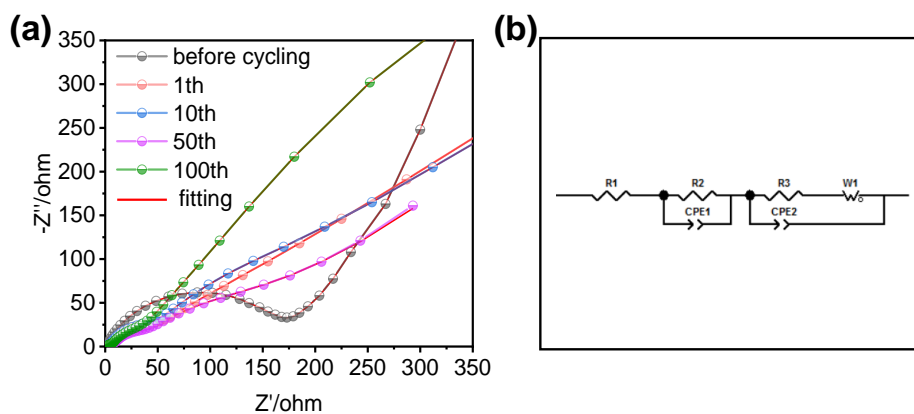 (a)
350
300
250
200
150
100
50
0
-Z''/ohm
before cycling
1th
10th
50th
100th
fitting
0 50 100 150 200 250 300 350
Z'/ohm
(b)
R1 R2 R3 W1
CPE1 CPE2